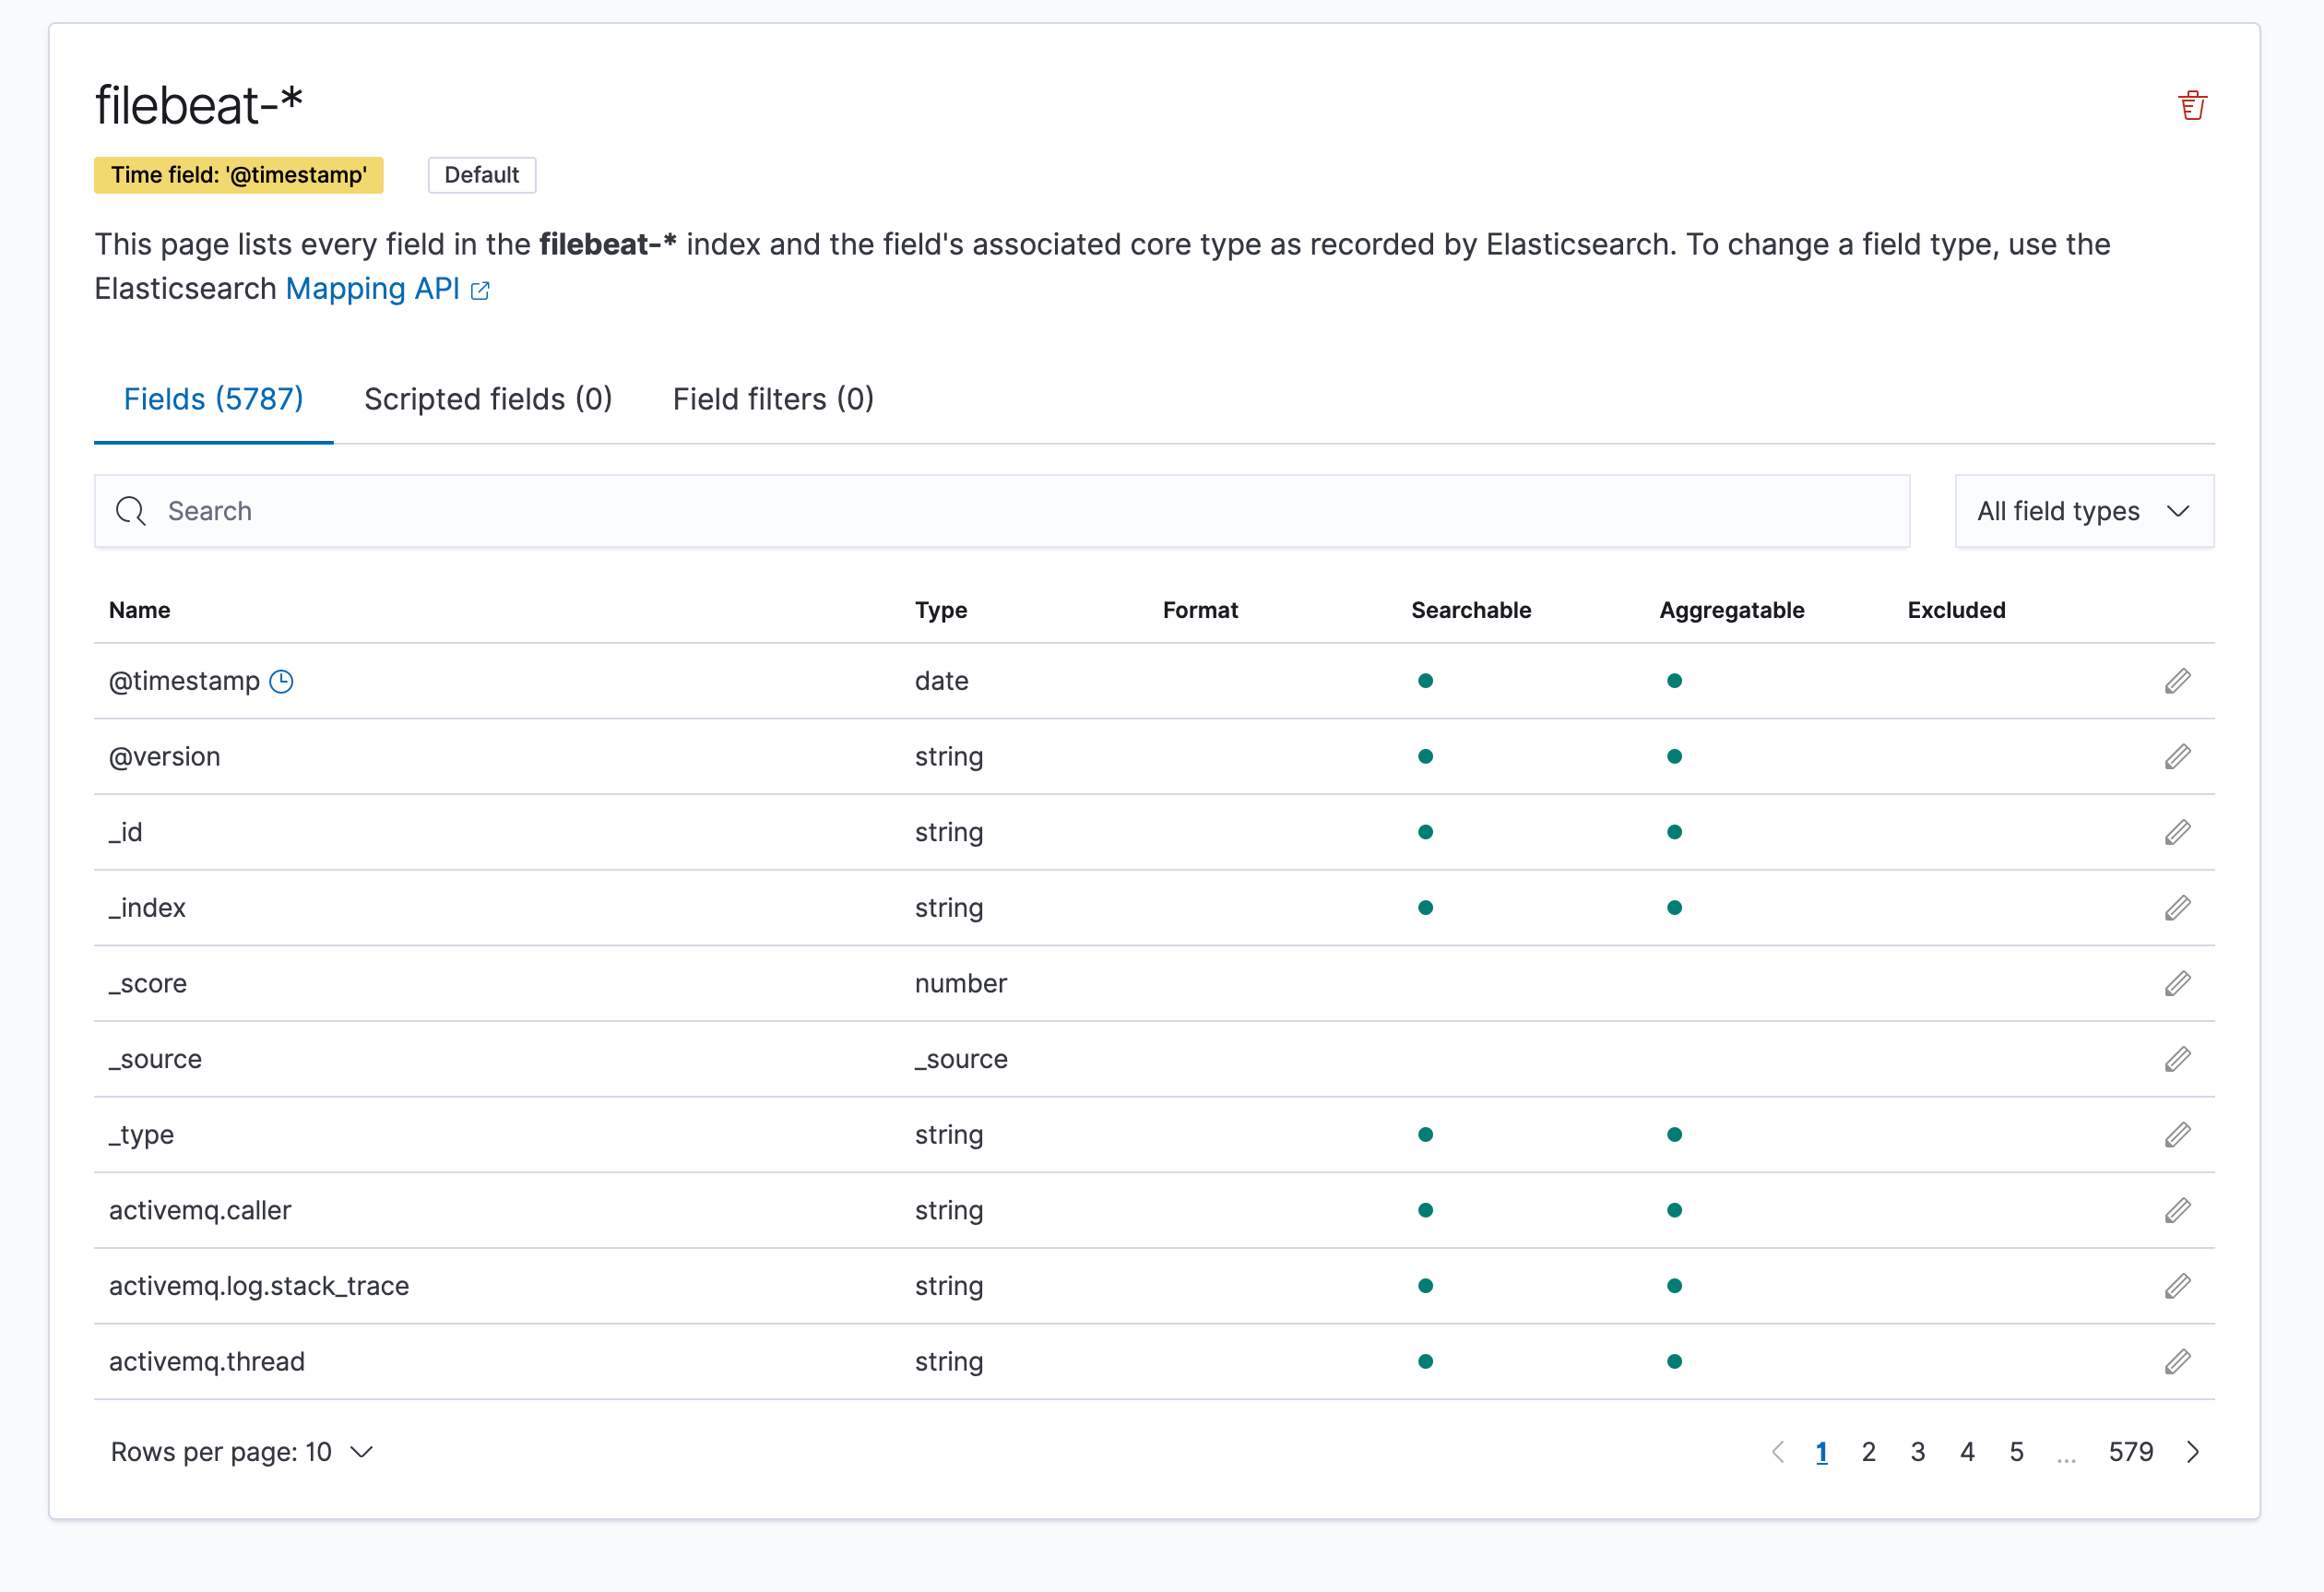 filebeat-*
Time field: '@timestamp' Default
This page lists every field in the filebeat-* index and the field's associated core type as recorded by Elasticsearch. To change a field type, use the
Elasticsearch Mapping API
Fields (5787) Scripted fields (0) Field filters (0)
Search All field types
Name Type Format Searchable Aggregatable Excluded
@timestamp date
@version string
_id string
_index string
_score number
_source _source
_type string
activemq.caller string
activemq.log.stack_trace string
activemq.thread string
Rows per page: 10 1 2 3 4 5 ... 579